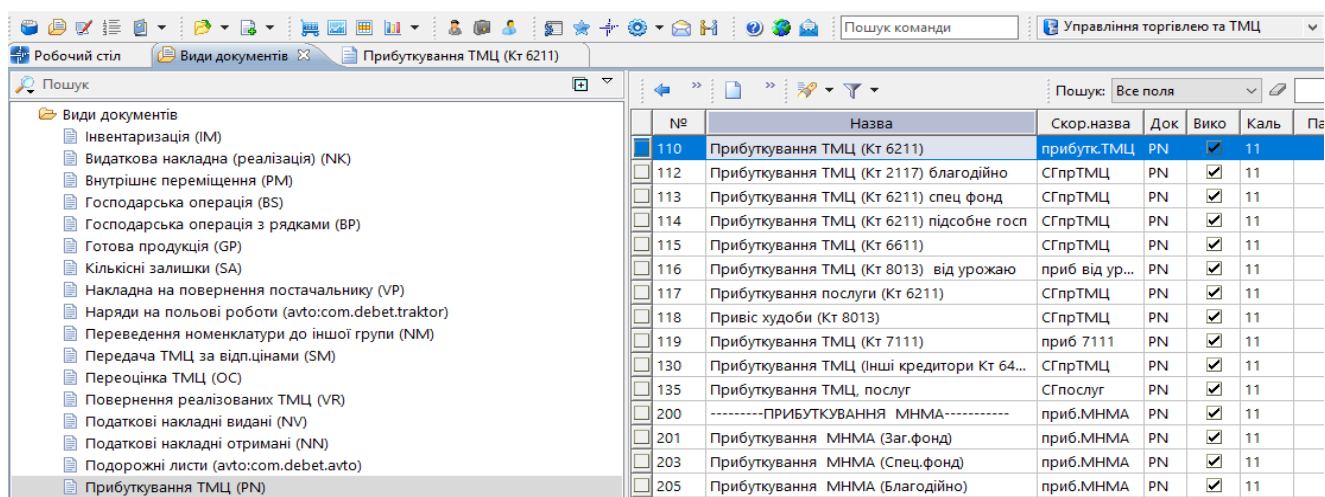 Пошук команди
Управління торгівлею та ТМЦ
Робочий стіл
Види документів
Прибуткування ТМЦ (Кт 6211)
Пошук
Види документів
Інвентаризація (IM)
Видаткова накладна (реалізація) (NK)
Внутрішнє переміщення (PM)
Господарська операція (BS)
Господарська операція з рядками (BP)
Готова продукція (GP)
Кількісні залишки (SA)
Накладна на повернення постачальнику (VP)
Наряди на польові роботи (avto:com.debet.traktor)
Переведення номенклатури до іншої групи (NM)
Передача ТМЦ за відп.цінами (SM)
Переоцінка ТМЦ (OC)
Повернення реалізованих ТМЦ (VR)
Податкові накладні видані (NV)
Податкові накладні отримані (NN)
Подорожні листи (avto:com.debet.avto)
Прибуткування ТМЦ (PN)
Пошук: Все поля
№ Назва Скор.назва Док Вико Каль Па
110 Прибуткування ТМЦ (Кт 6211) прибутк.ТМЦ PN 11
112 Прибуткування ТМЦ (Кт 2117) благодійно СГпрТМЦ PN 11
113 Прибуткування ТМЦ (Кт 6211) спец фонд СГпрТМЦ PN 11
114 Прибуткування ТМЦ (Кт 6211) підсобне госп СГпрТМЦ PN 11
115 Прибуткування ТМЦ (Кт 6611) СГпрТМЦ PN 11
116 Прибуткування ТМЦ (Кт 8013) від урожаю приб від ур... PN 11
117 Прибуткування послуги (Кт 6211) СГпрТМЦ PN 11
118 Привіс худоби (Кт 8013) СГпрТМЦ PN 11
119 Прибуткування ТМЦ (Кт 7111) приб 7111 PN 11
130 Прибуткування ТМЦ (Інші кредитори Кт 64... СГпрТМЦ PN 11
135 Прибуткування ТМЦ, послуг СГпослуг PN 11
200 ---------ПРИБУТКУВАННЯ МНМА----------- приб.МНМА PN 11
201 Прибуткування МНМА (Заг.фонд) приб.МНМА PN 11
203 Прибуткування МНМА (Спец.фонд) приб.МНМА PN 11
205 Прибуткування МНМА (Благодійно) приб.МНМА PN 11